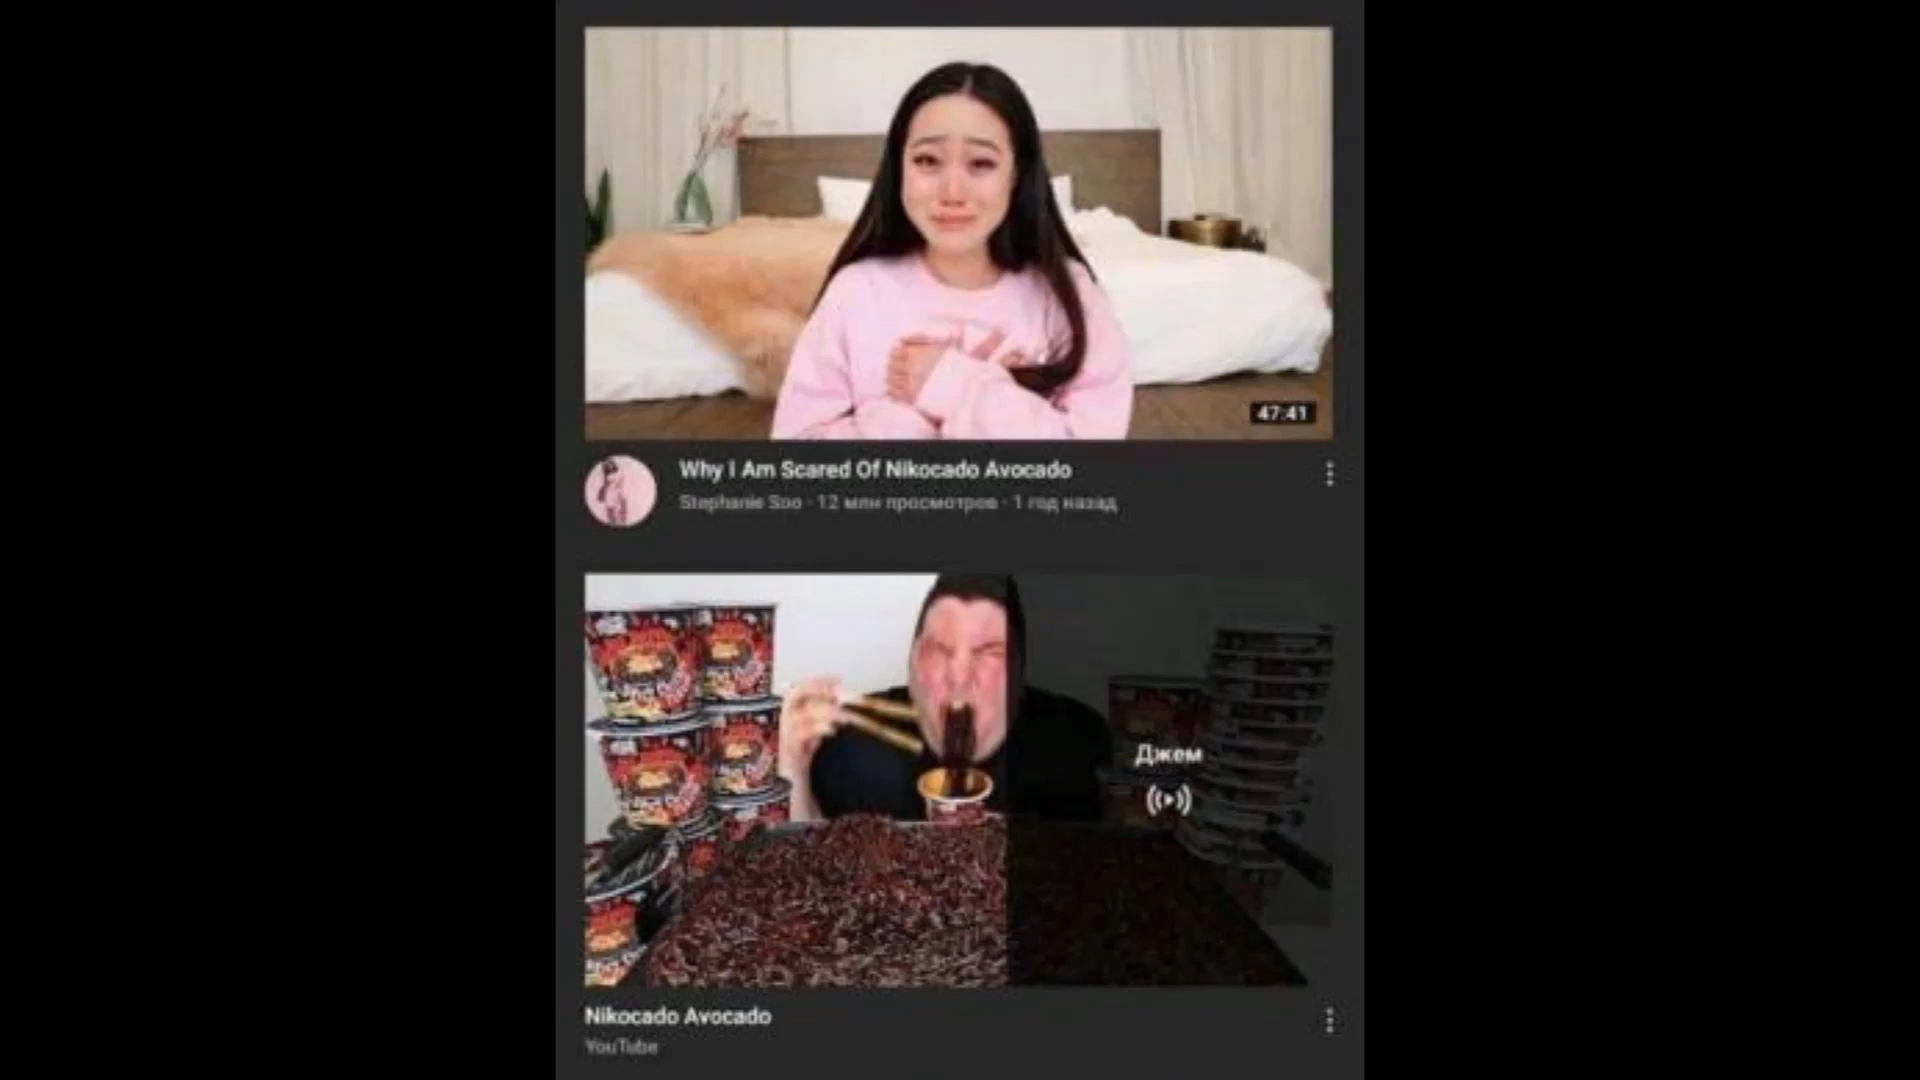 47:41
Why I Am Scared Of Nikocado Avocado
Stephanie Soo · 12 млн просмотров · 1 год назад
Джем
Nikocado Avocado
YouTube